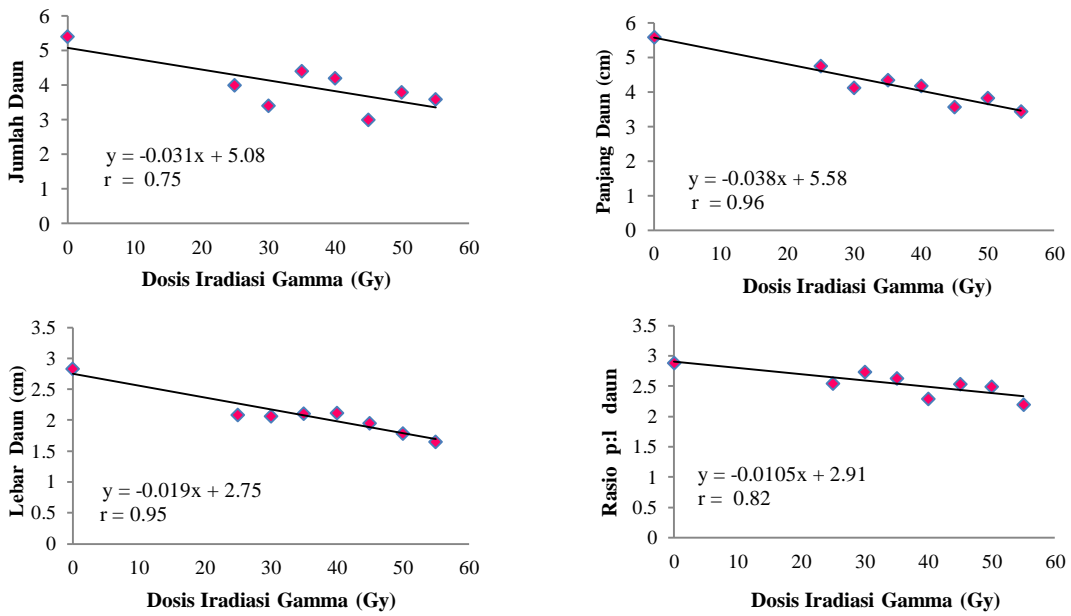 Jumlah Daun
6
5
4
3
2
1
0
y = -0.031x + 5.08
r = 0.75
0 10 20 30 40 50 60
Dosis Iradiasi Gamma (Gy)
Panjang Daun (cm)
6
5
4
3
2
1
0
y = -0.038x + 5.58
r = 0.96
0 10 20 30 40 50 60
Dosis Iradiasi Gamma (Gy)
Lebar Daun (cm)
3.5
3
2.5
2
1.5
1
0.5
0
y = -0.019x + 2.75
r = 0.95
0 10 20 30 40 50 60
Dosis Iradiasi Gamma (Gy)
Rasio p:l daun
3.5
3
2.5
2
1.5
1
0.5
0
y = -0.0105x + 2.91
r = 0.82
0 10 20 30 40 50 60
Dosis Iradiasi Gamma (Gy)